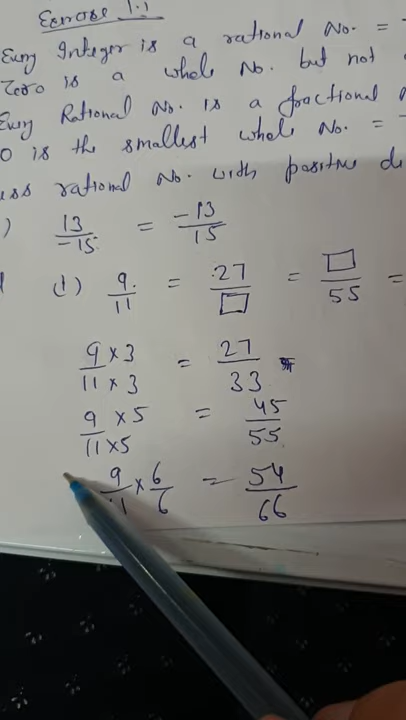 Exercise 1.1
Every Integer is a rational No. =
Zero is a whole No. but not
Every Rational No. is a fractional
0 is the smallest whole No. =
rational No. with positive
) 13/-15 = -13/15
(i) 9/11 = 27/□ = □/55 =
9×3/11×3 = 27/33
9×5/11×5 = 45/55
9/11 × 6/6 = 54/66